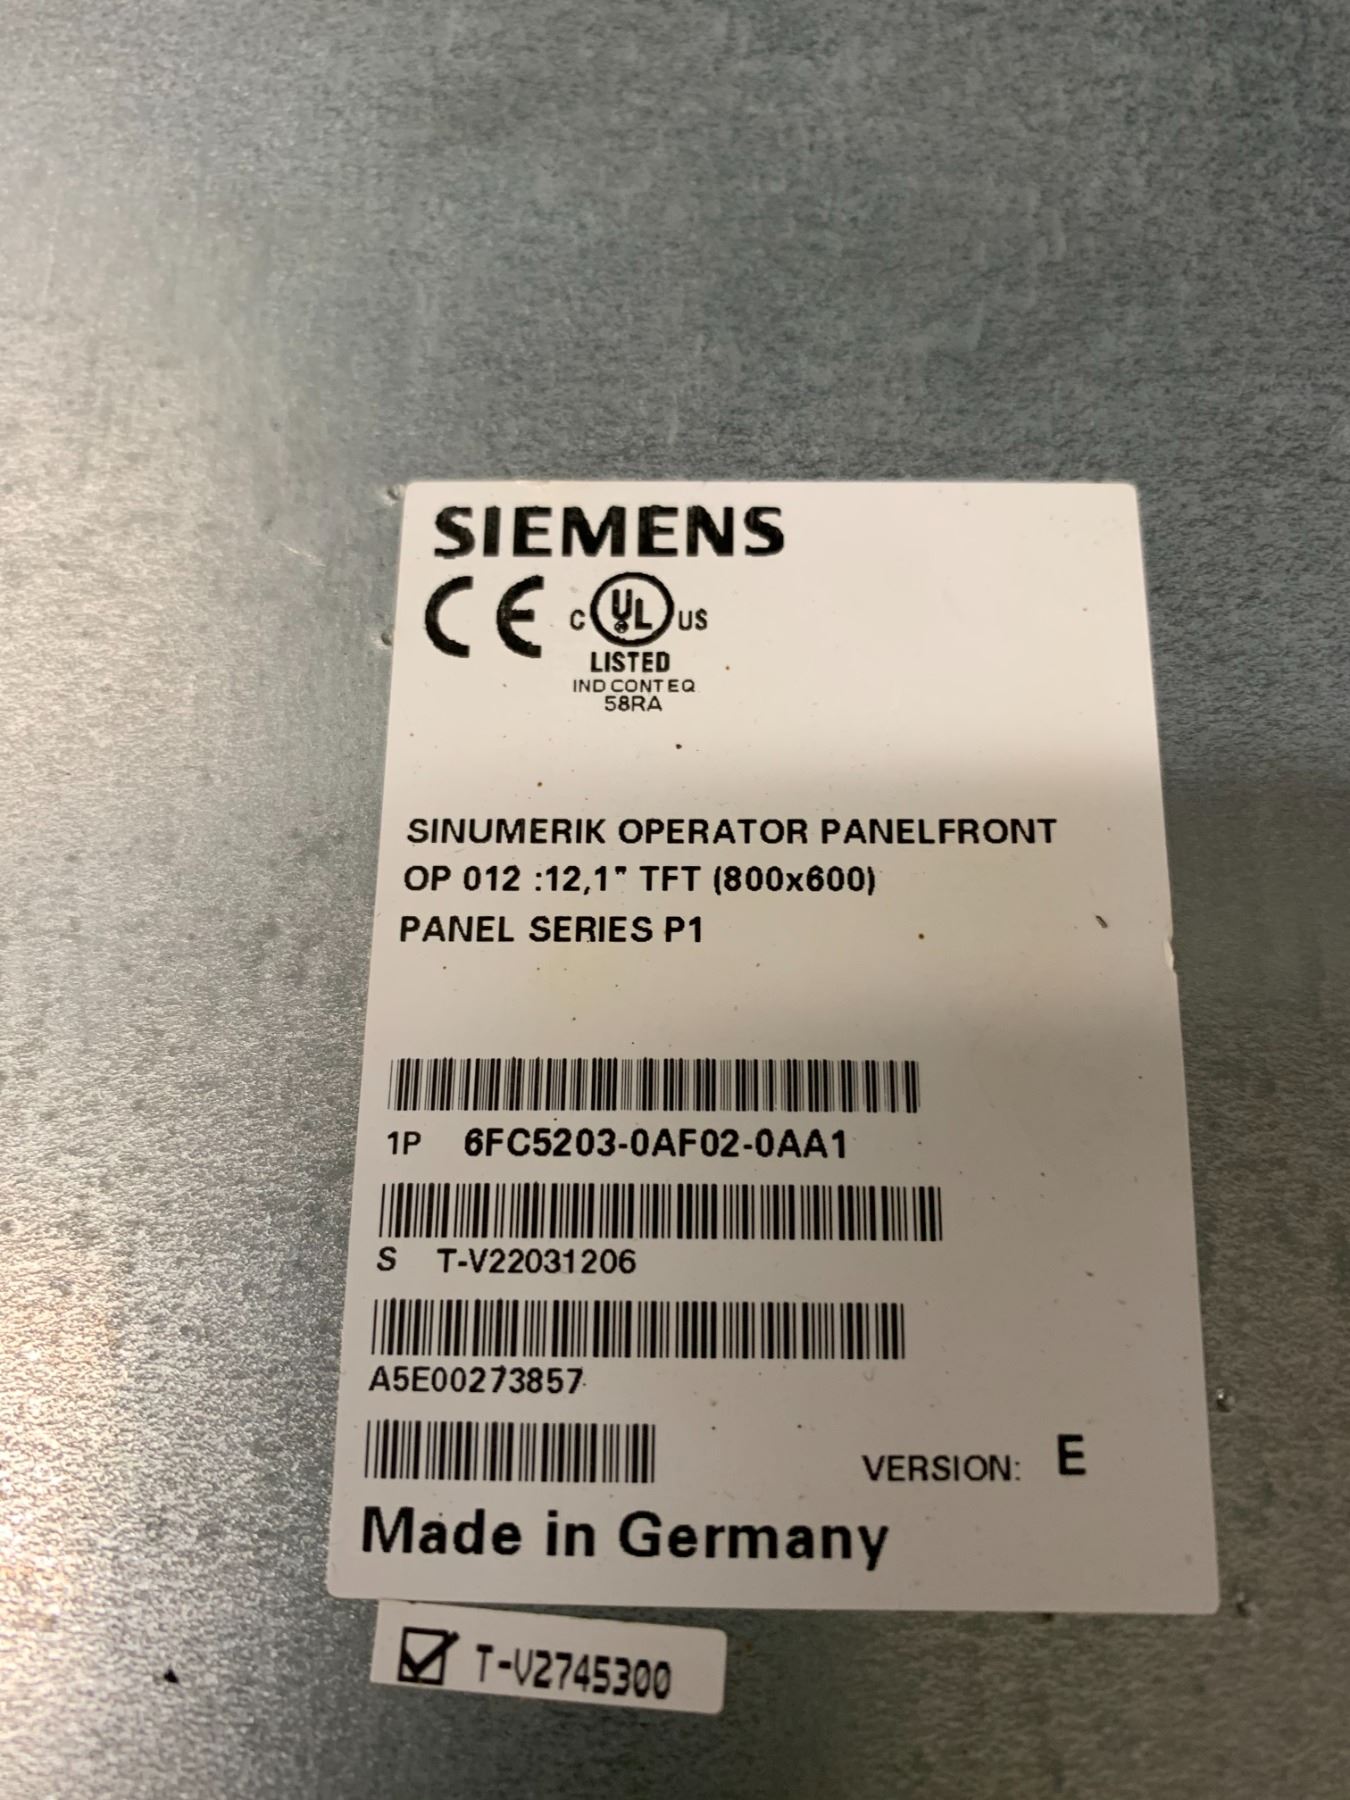 SIEMENS
CE C UL US
LISTED
IND CONT EQ
58RA
SINUMERIK OPERATOR PANELFRONT
OP 012 :12,1" TFT (800x600)
PANEL SERIES P1
1P 6FC5203-0AF02-0AA1
S T-V22031206
A5E00273857
VERSION: E
Made in Germany
T-V2745300